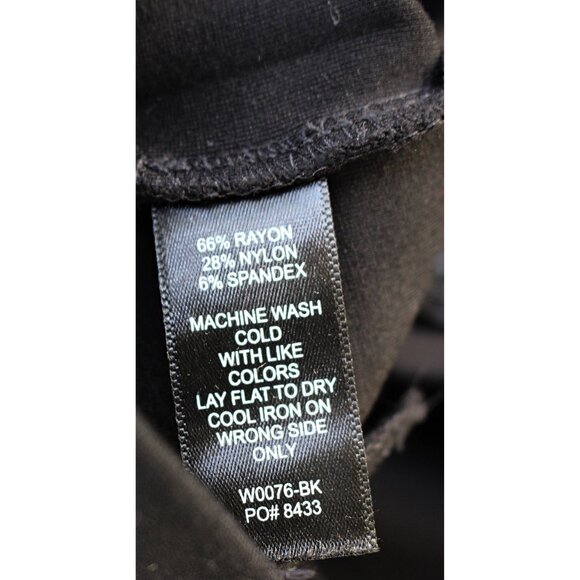 66% RAYON
28% NYLON
6% SPANDEX
MACHINE WASH
COLD
WITH LIKE
COLORS
LAY FLAT TO DRY
COOL IRON ON
WRONG SIDE
ONLY
W0076-BK
PO# 8433